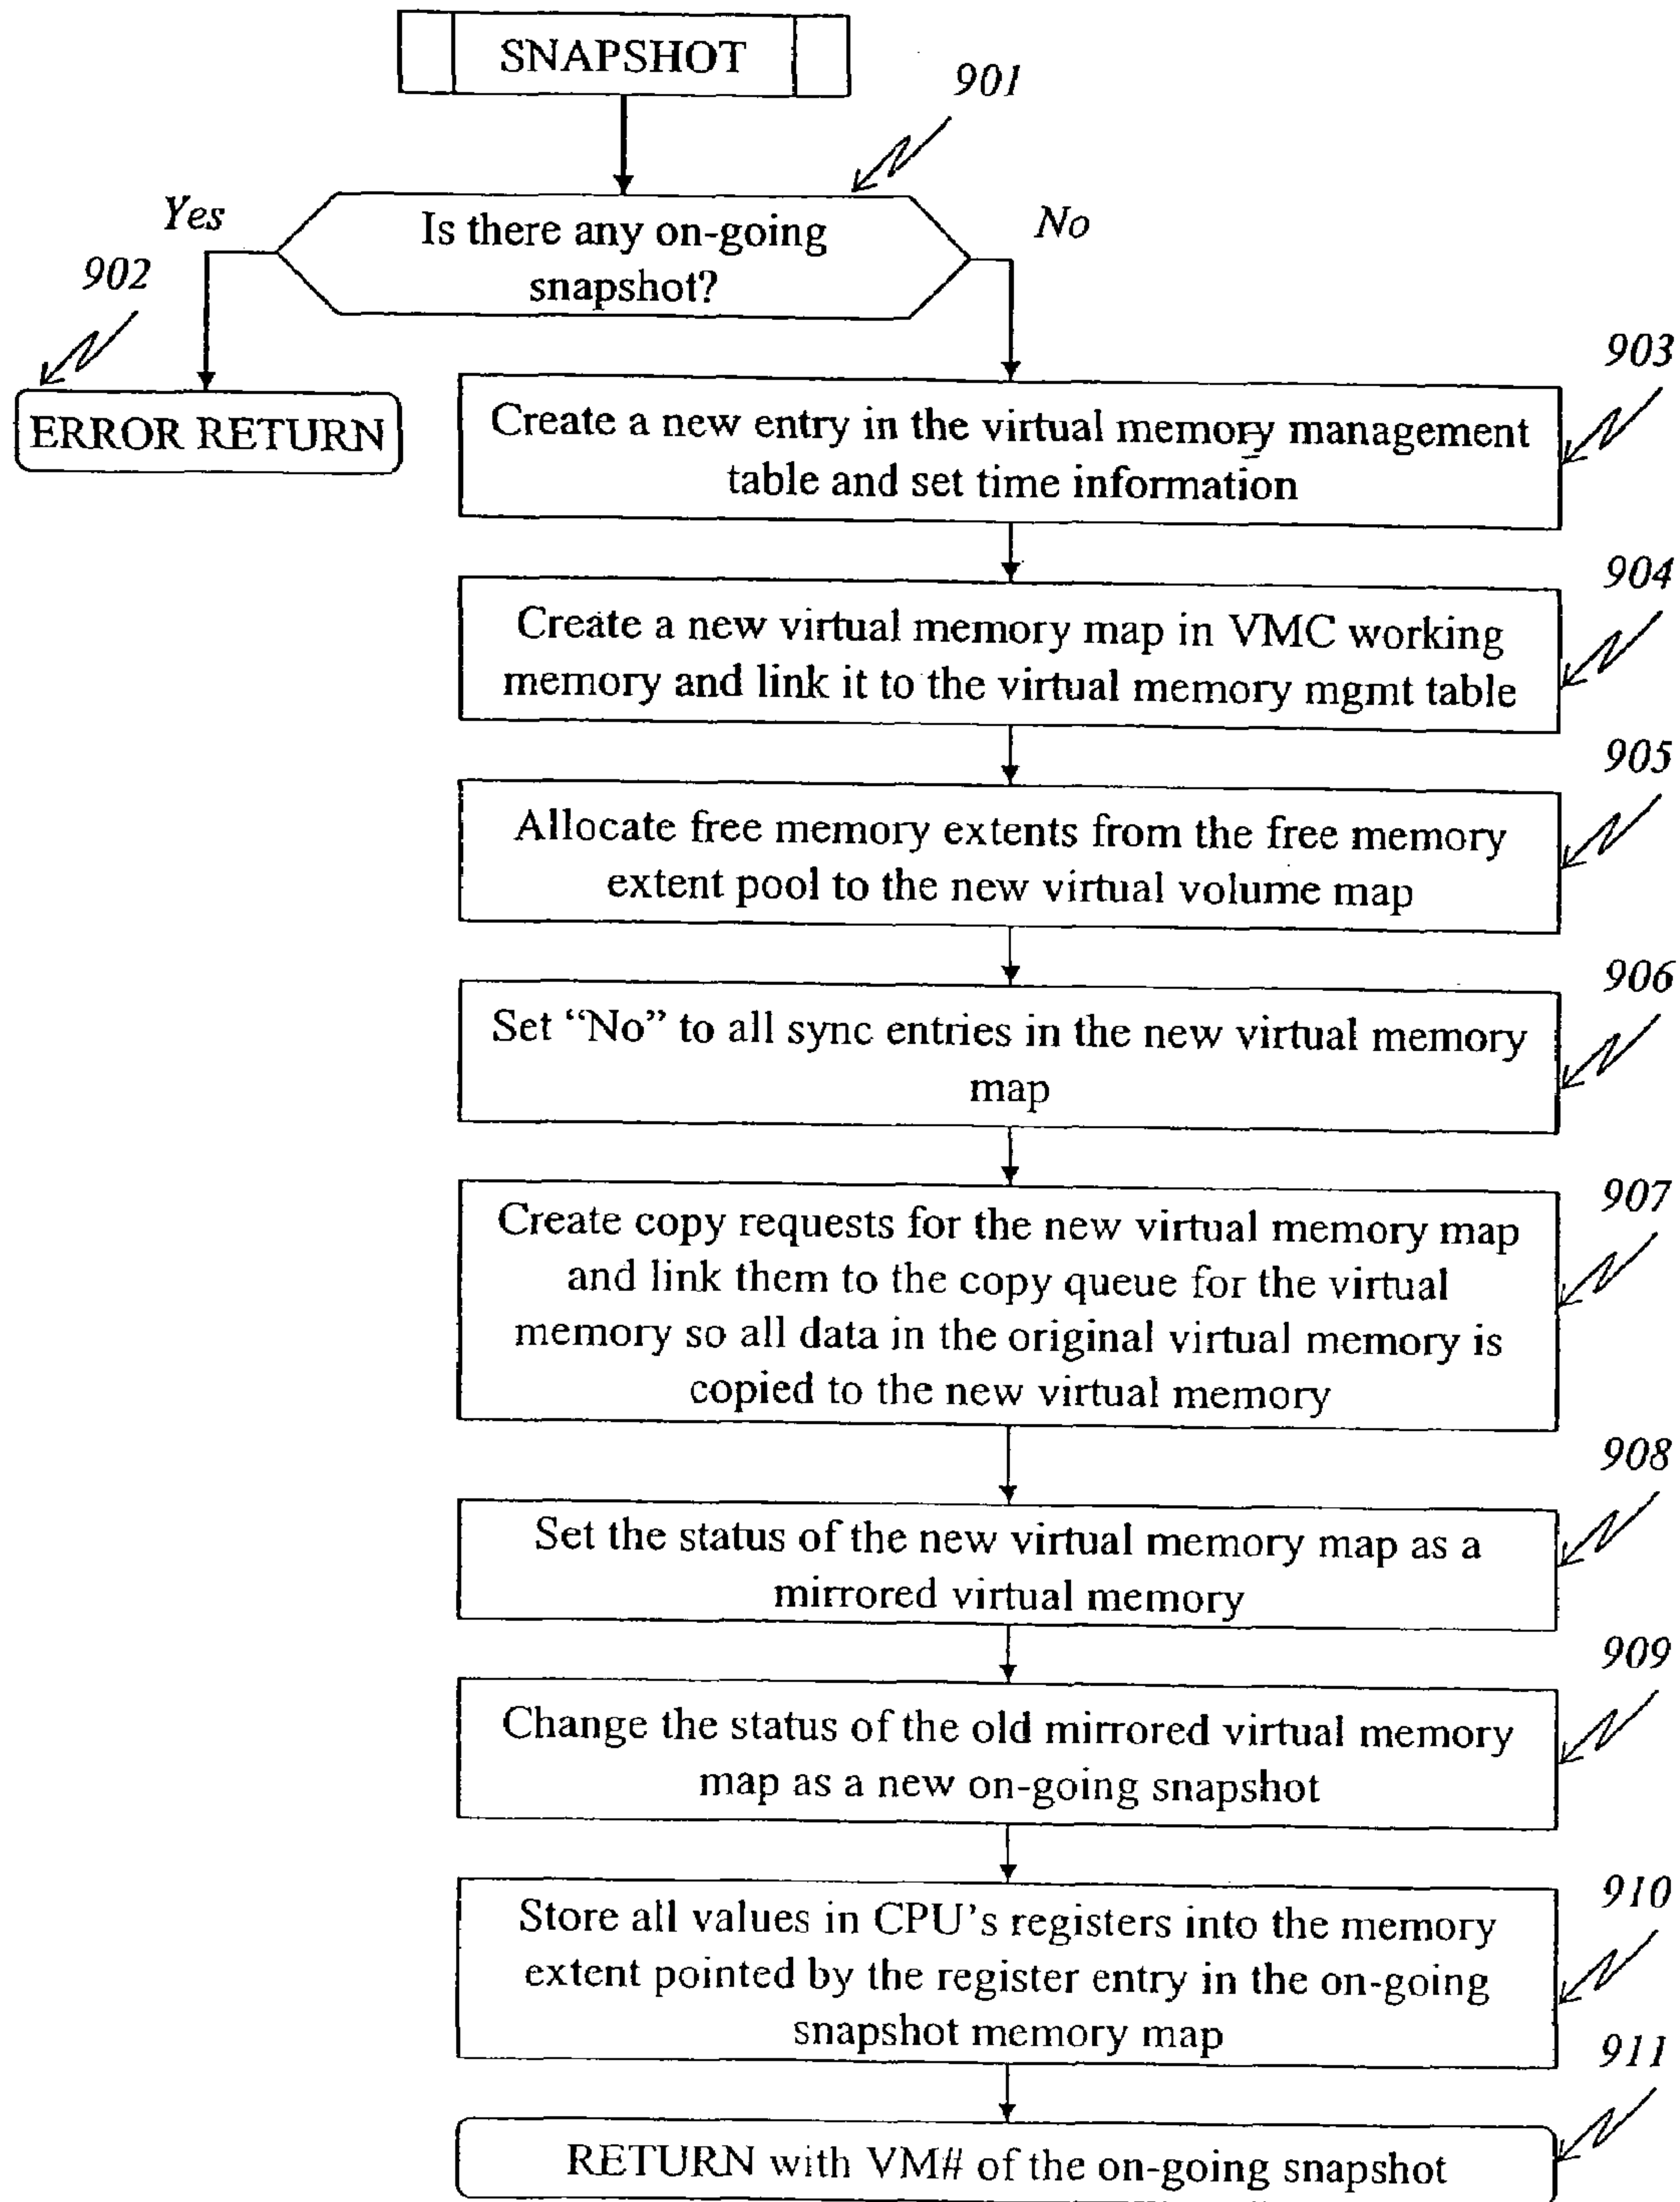 SNAPSHOT
901
Is there any on-going
snapshot?
Yes
No
902
ERROR RETURN
903
Create a new entry in the virtual memory management
table and set time information
904
Create a new virtual memory map in VMC working
memory and link it to the virtual memory mgmt table
905
Allocate free memory extents from the free memory
extent pool to the new virtual volume map
906
Set “No” to all sync entries in the new virtual memory
map
907
Create copy requests for the new virtual memory map
and link them to the copy queue for the virtual
memory so all data in the original virtual memory is
copied to the new virtual memory
908
Set the status of the new virtual memory map as a
mirrored virtual memory
909
Change the status of the old mirrored virtual memory
map as a new on-going snapshot
910
Store all values in CPU’s registers into the memory
extent pointed by the register entry in the on-going
snapshot memory map
911
RETURN with VM# of the on-going snapshot